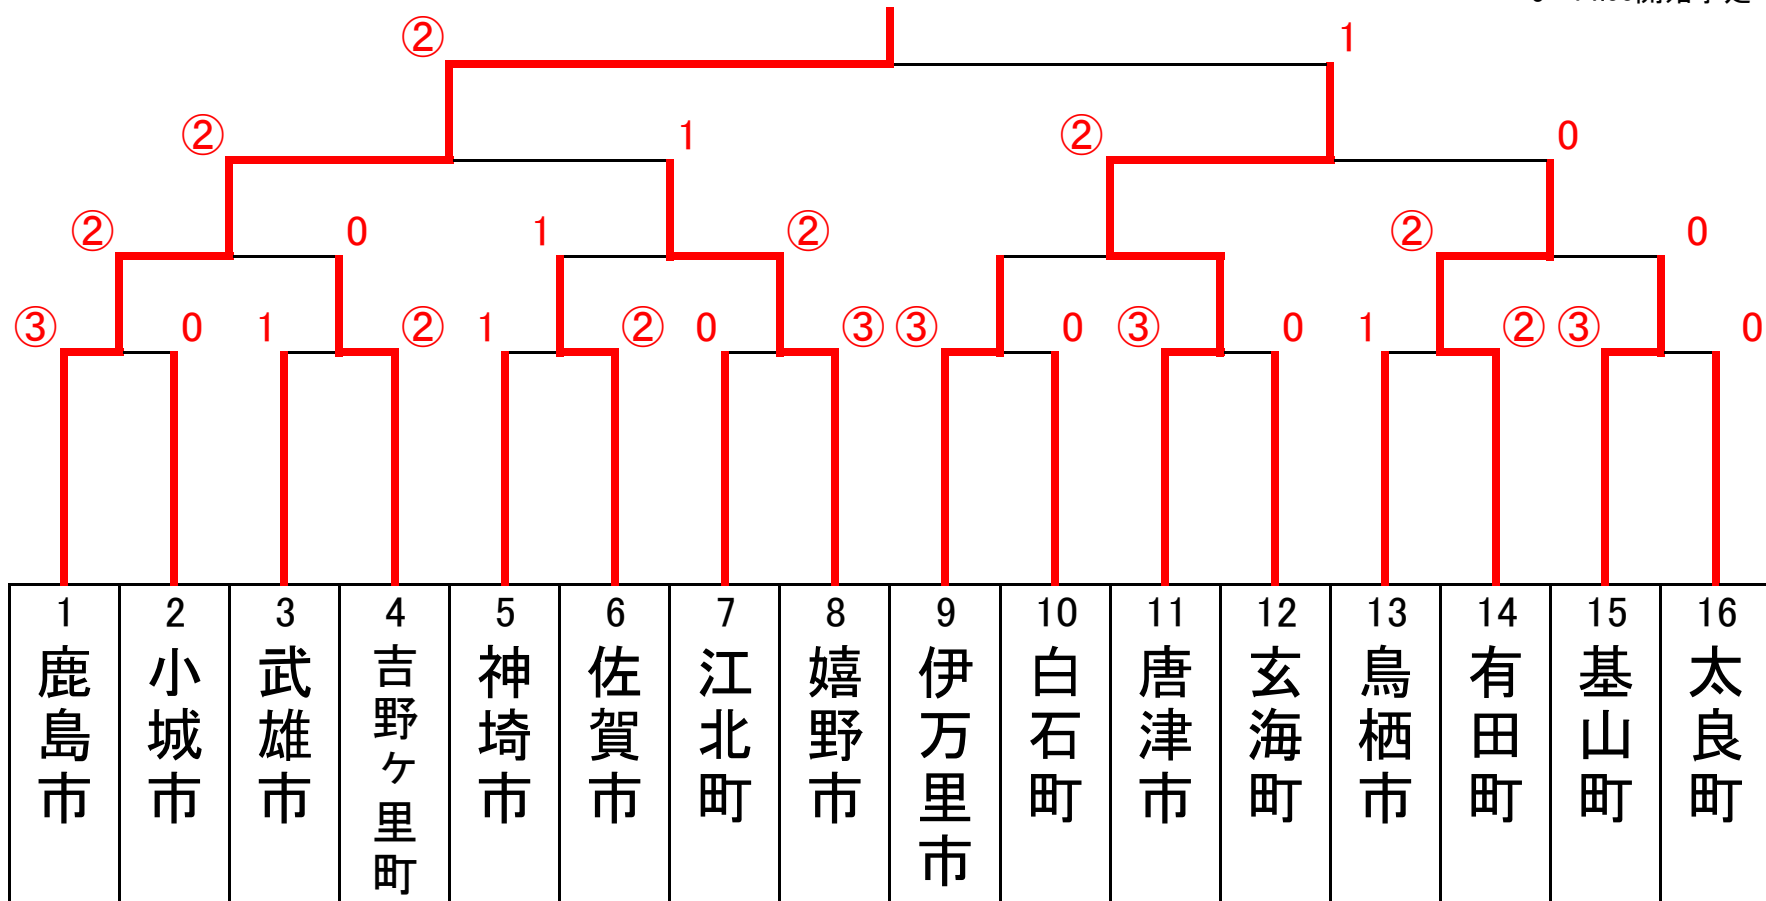 ② 1
② 1 ② 0
② 0 1 ② ② 0
③ 0 1 ② 1 ② 0 ③ ③ 0 ③ 0 1 ② ③ 0
1 2 3 4 5 6 7 8 9 10 11 12 13 14 15 16
鹿島市
小城市
武雄市
吉野ヶ里町
神埼市
佐賀市
江北町
嬉野市
伊万里市
白石町
唐津市
玄海町
鳥栖市
有田町
基山町
太良町